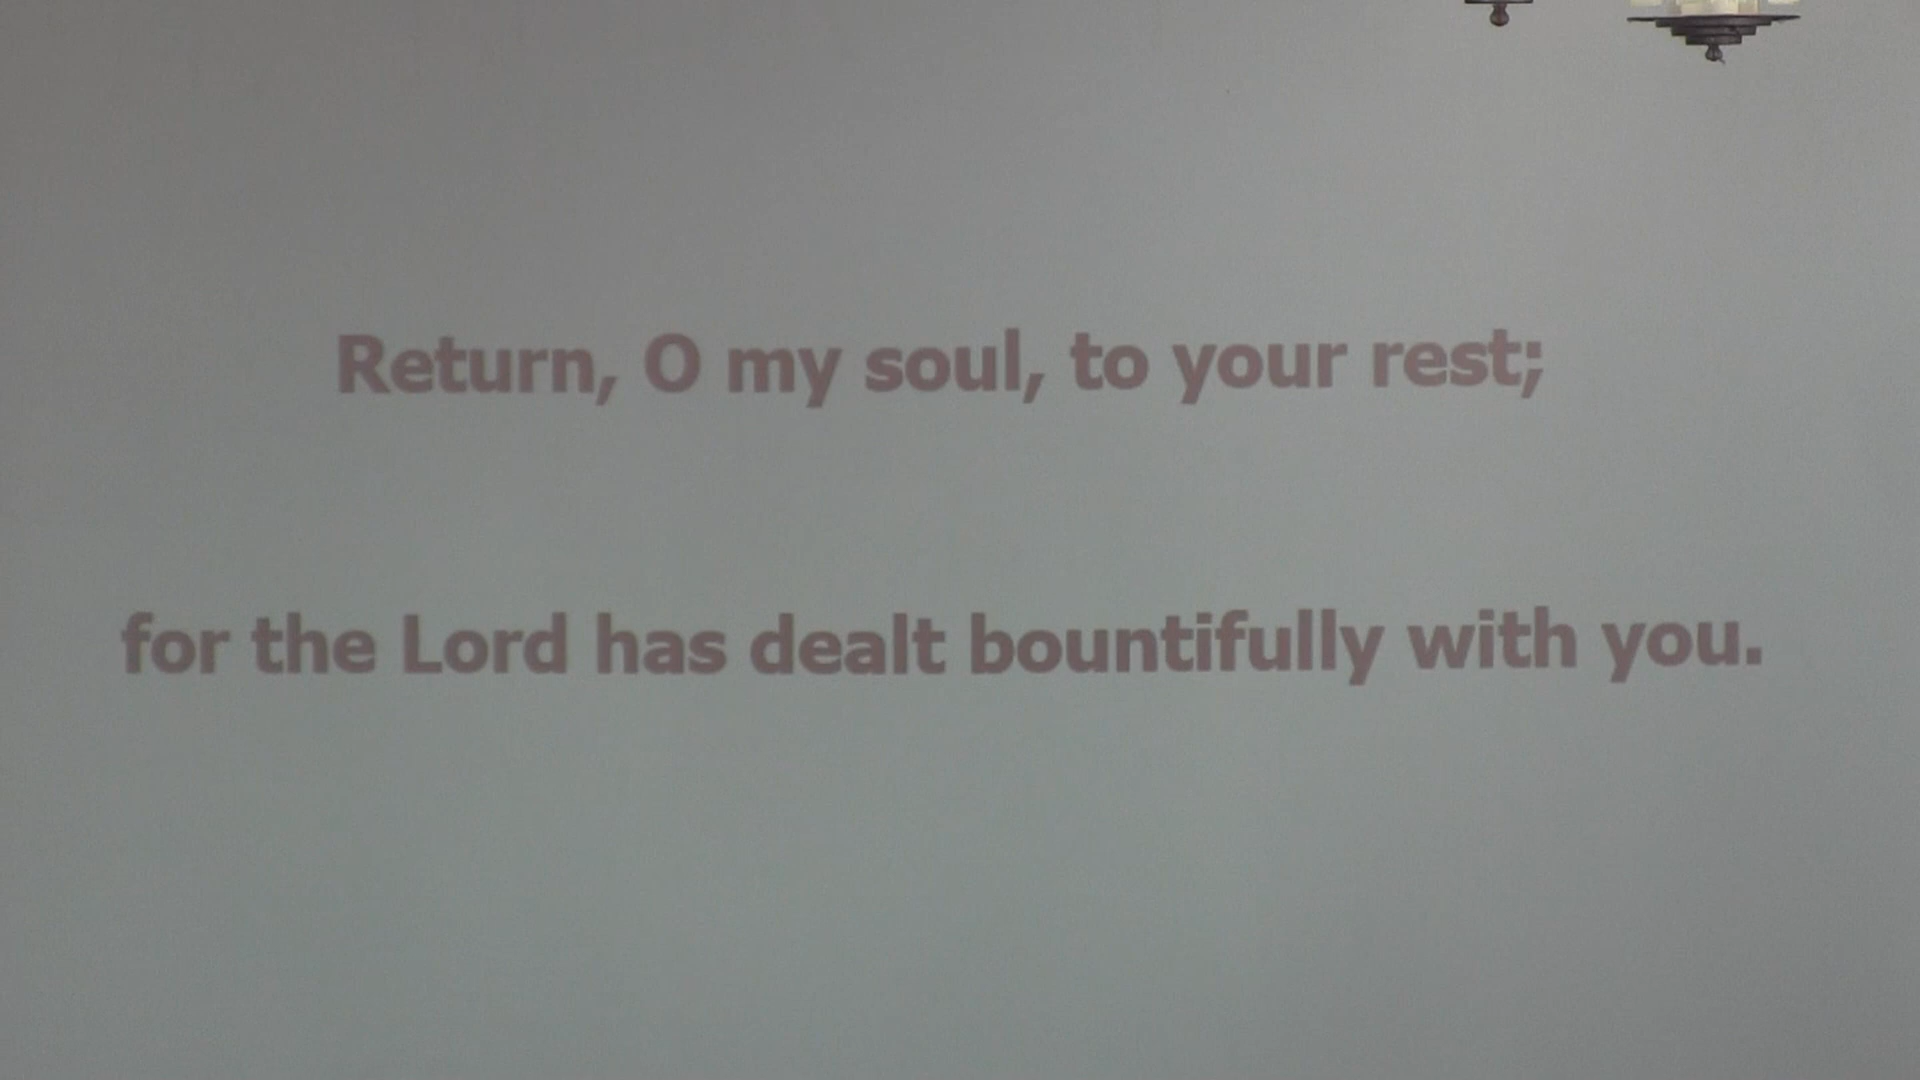 Return, O my soul, to your rest;
for the Lord has dealt bountifully with you.